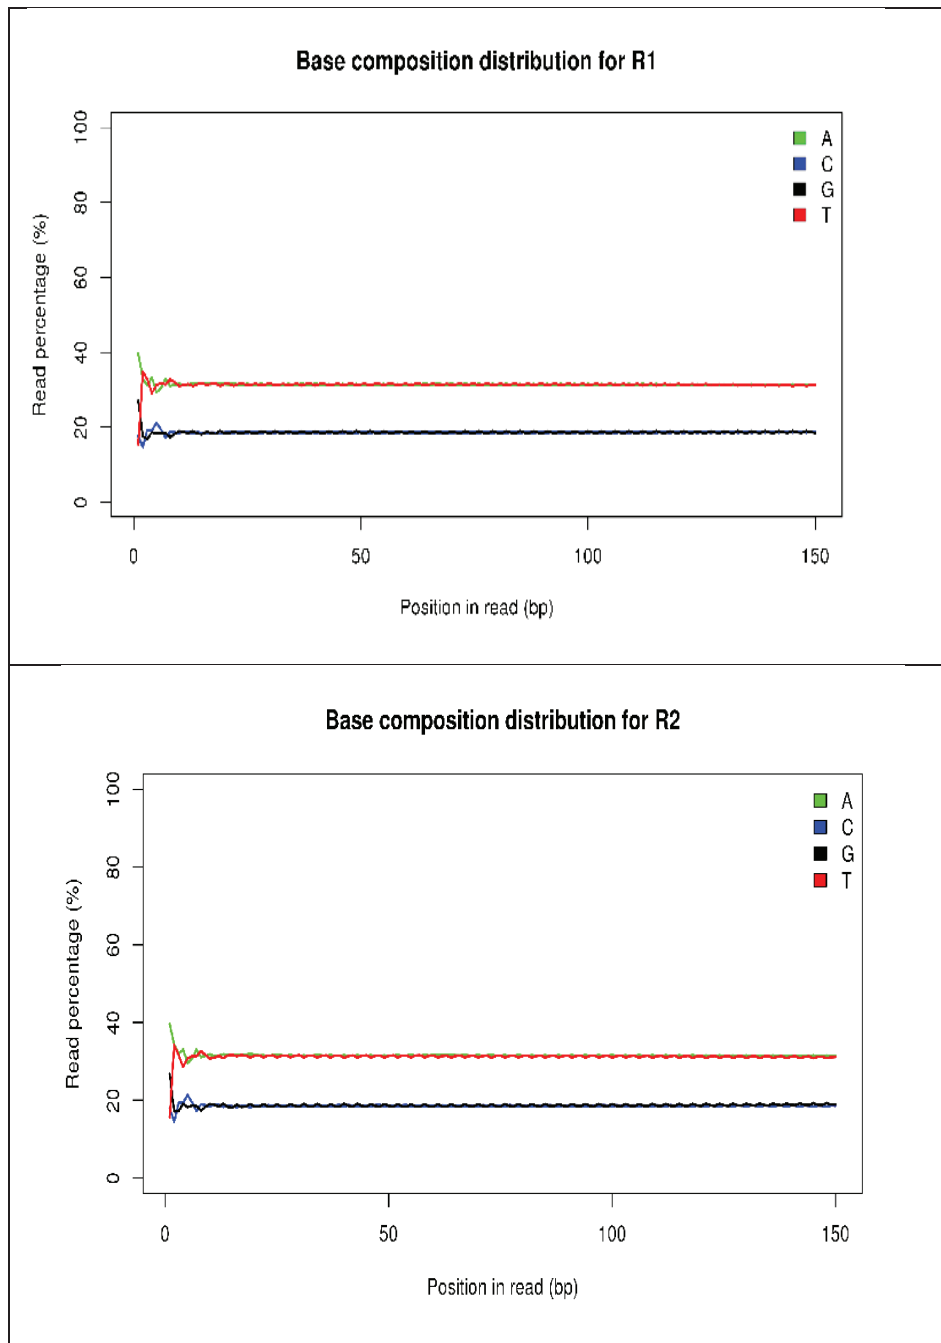 Base composition distribution for R1
100
80
60
40
20
0
Read percentage (%)
A
C
G
T
0 50 100 150
Position in read (bp)
Base composition distribution for R2
100
80
60
40
20
0
Read percentage (%)
A
C
G
T
0 50 100 150
Position in read (bp)